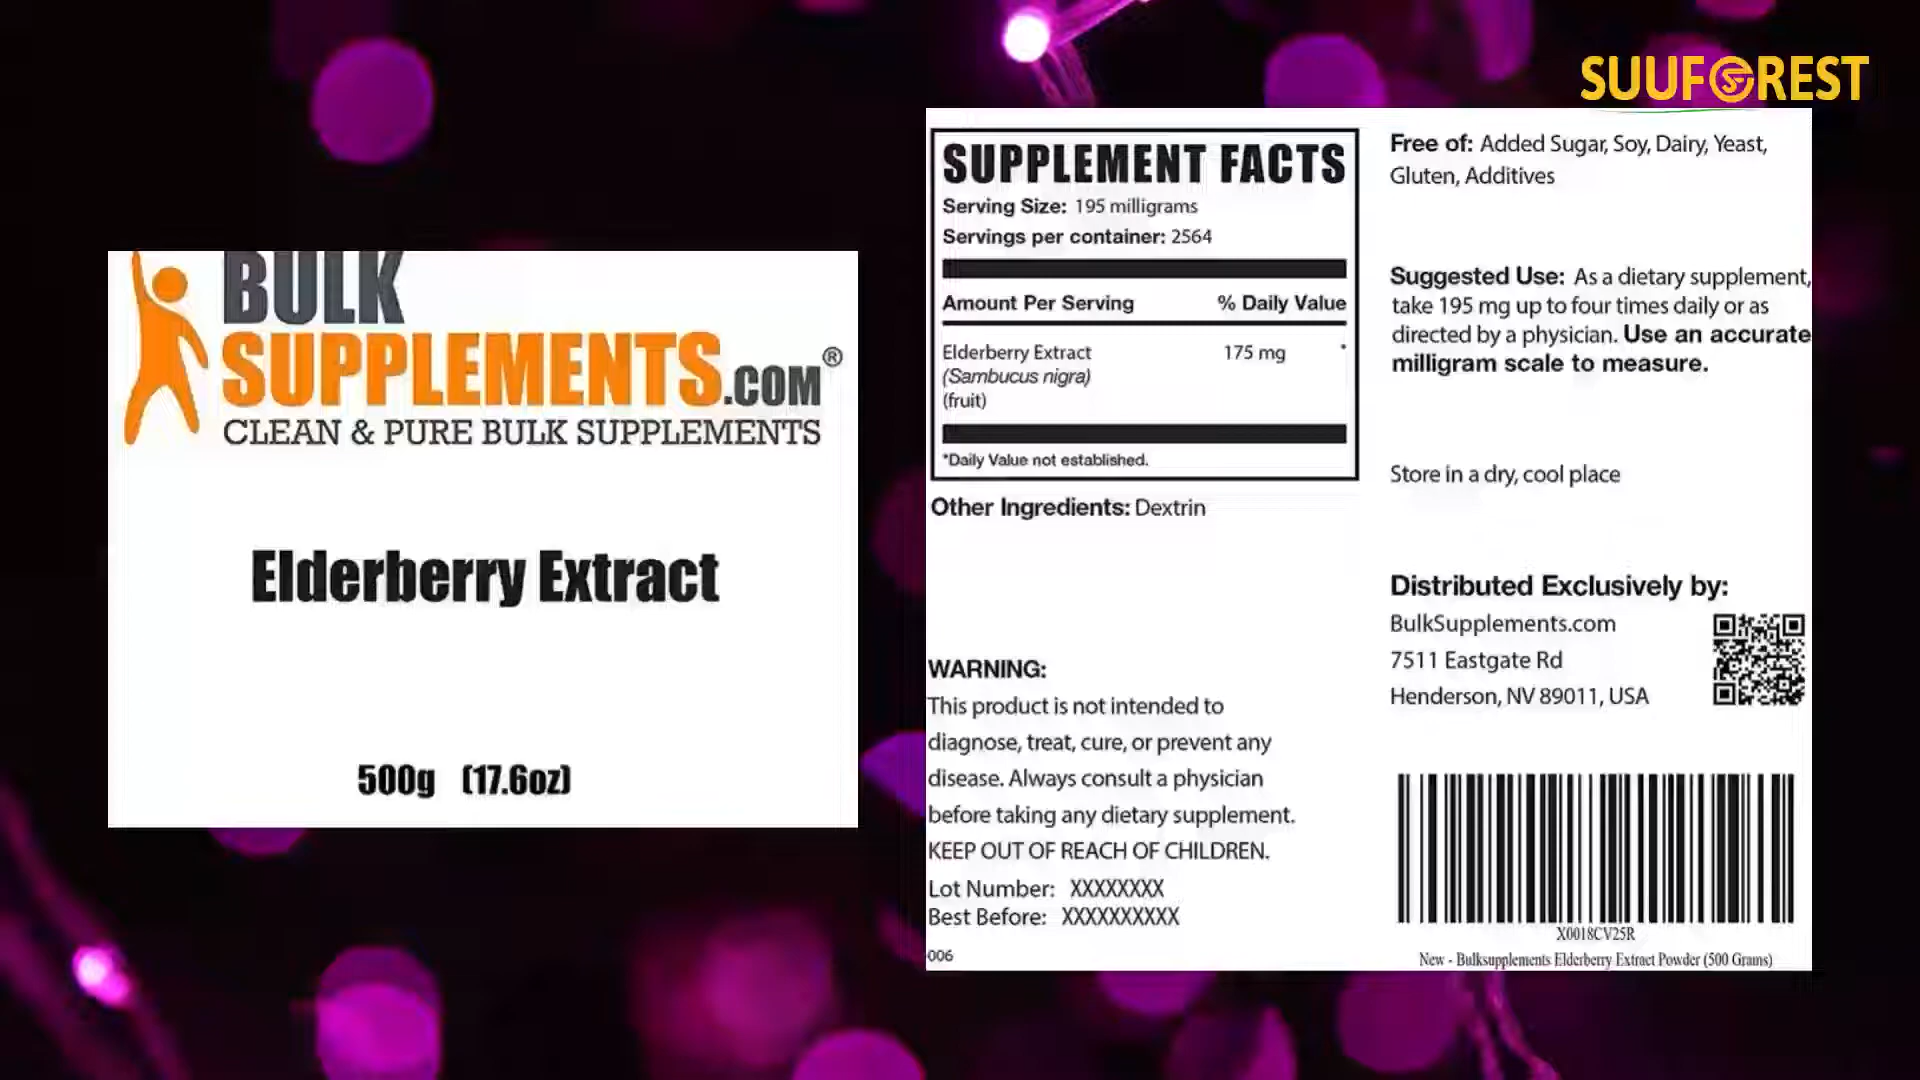 SUUFOREST
BULK
SUPPLEMENTS.COM®
CLEAN & PURE BULK SUPPLEMENTS
Elderberry Extract
500g (17.6oz)
SUPPLEMENT FACTS
Serving Size: 195 milligrams
Servings per container: 2564
Amount Per Serving % Daily Value
Elderberry Extract 175 mg *
(Sambucus nigra)
(fruit)
*Daily Value not established.
Other Ingredients: Dextrin
WARNING:
This product is not intended to
diagnose, treat, cure, or prevent any
disease. Always consult a physician
before taking any dietary supplement.
KEEP OUT OF REACH OF CHILDREN.
Lot Number: XXXXXXXX
Best Before: XXXXXXXXXX
006
Free of: Added Sugar, Soy, Dairy, Yeast,
Gluten, Additives
Suggested Use: As a dietary supplement,
take 195 mg up to four times daily or as
directed by a physician. Use an accurate
milligram scale to measure.
Store in a dry, cool place
Distributed Exclusively by:
BulkSupplements.com
7511 Eastgate Rd
Henderson, NV 89011, USA
X0018CV25R
New - Bulksupplements Elderberry Extract Powder (500 Grams)